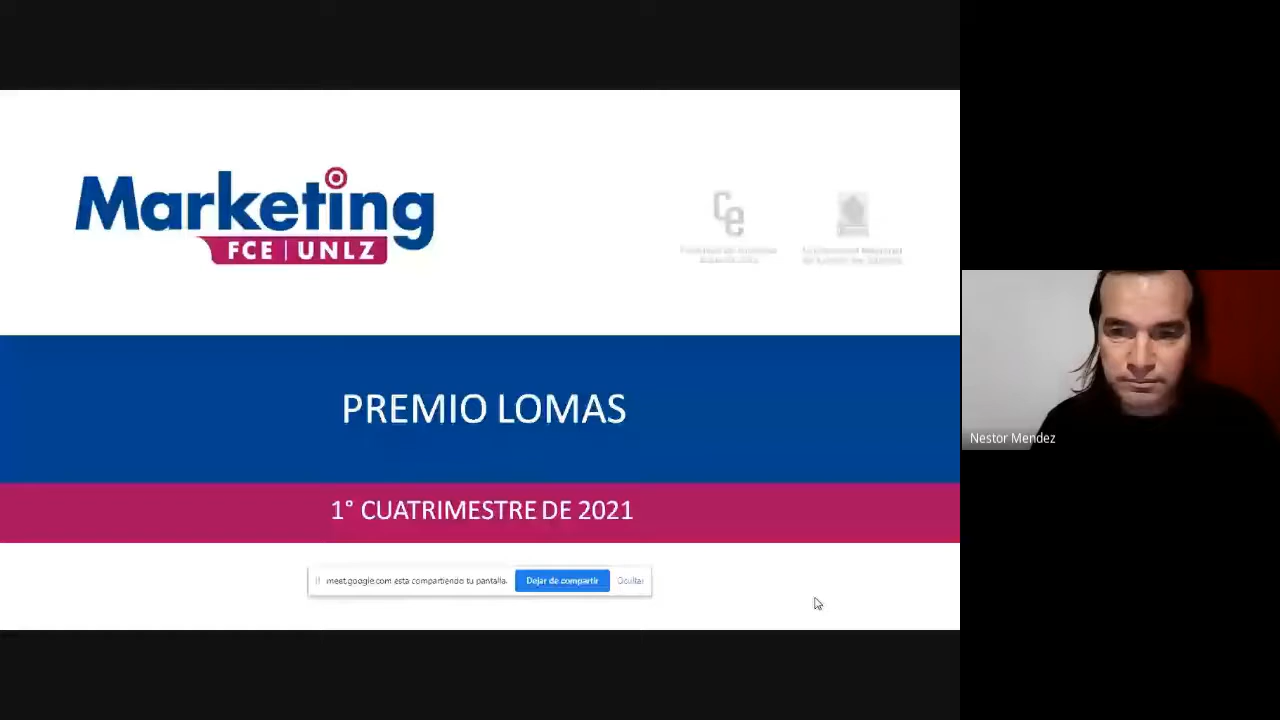 Marketing
FCE | UNLZ
ce
PREMIO LOMAS
1° CUATRIMESTRE DE 2021
meet.google.com está compartiendo tu pantalla.
Dejar de compartir
Ocultar
Nestor Mendez